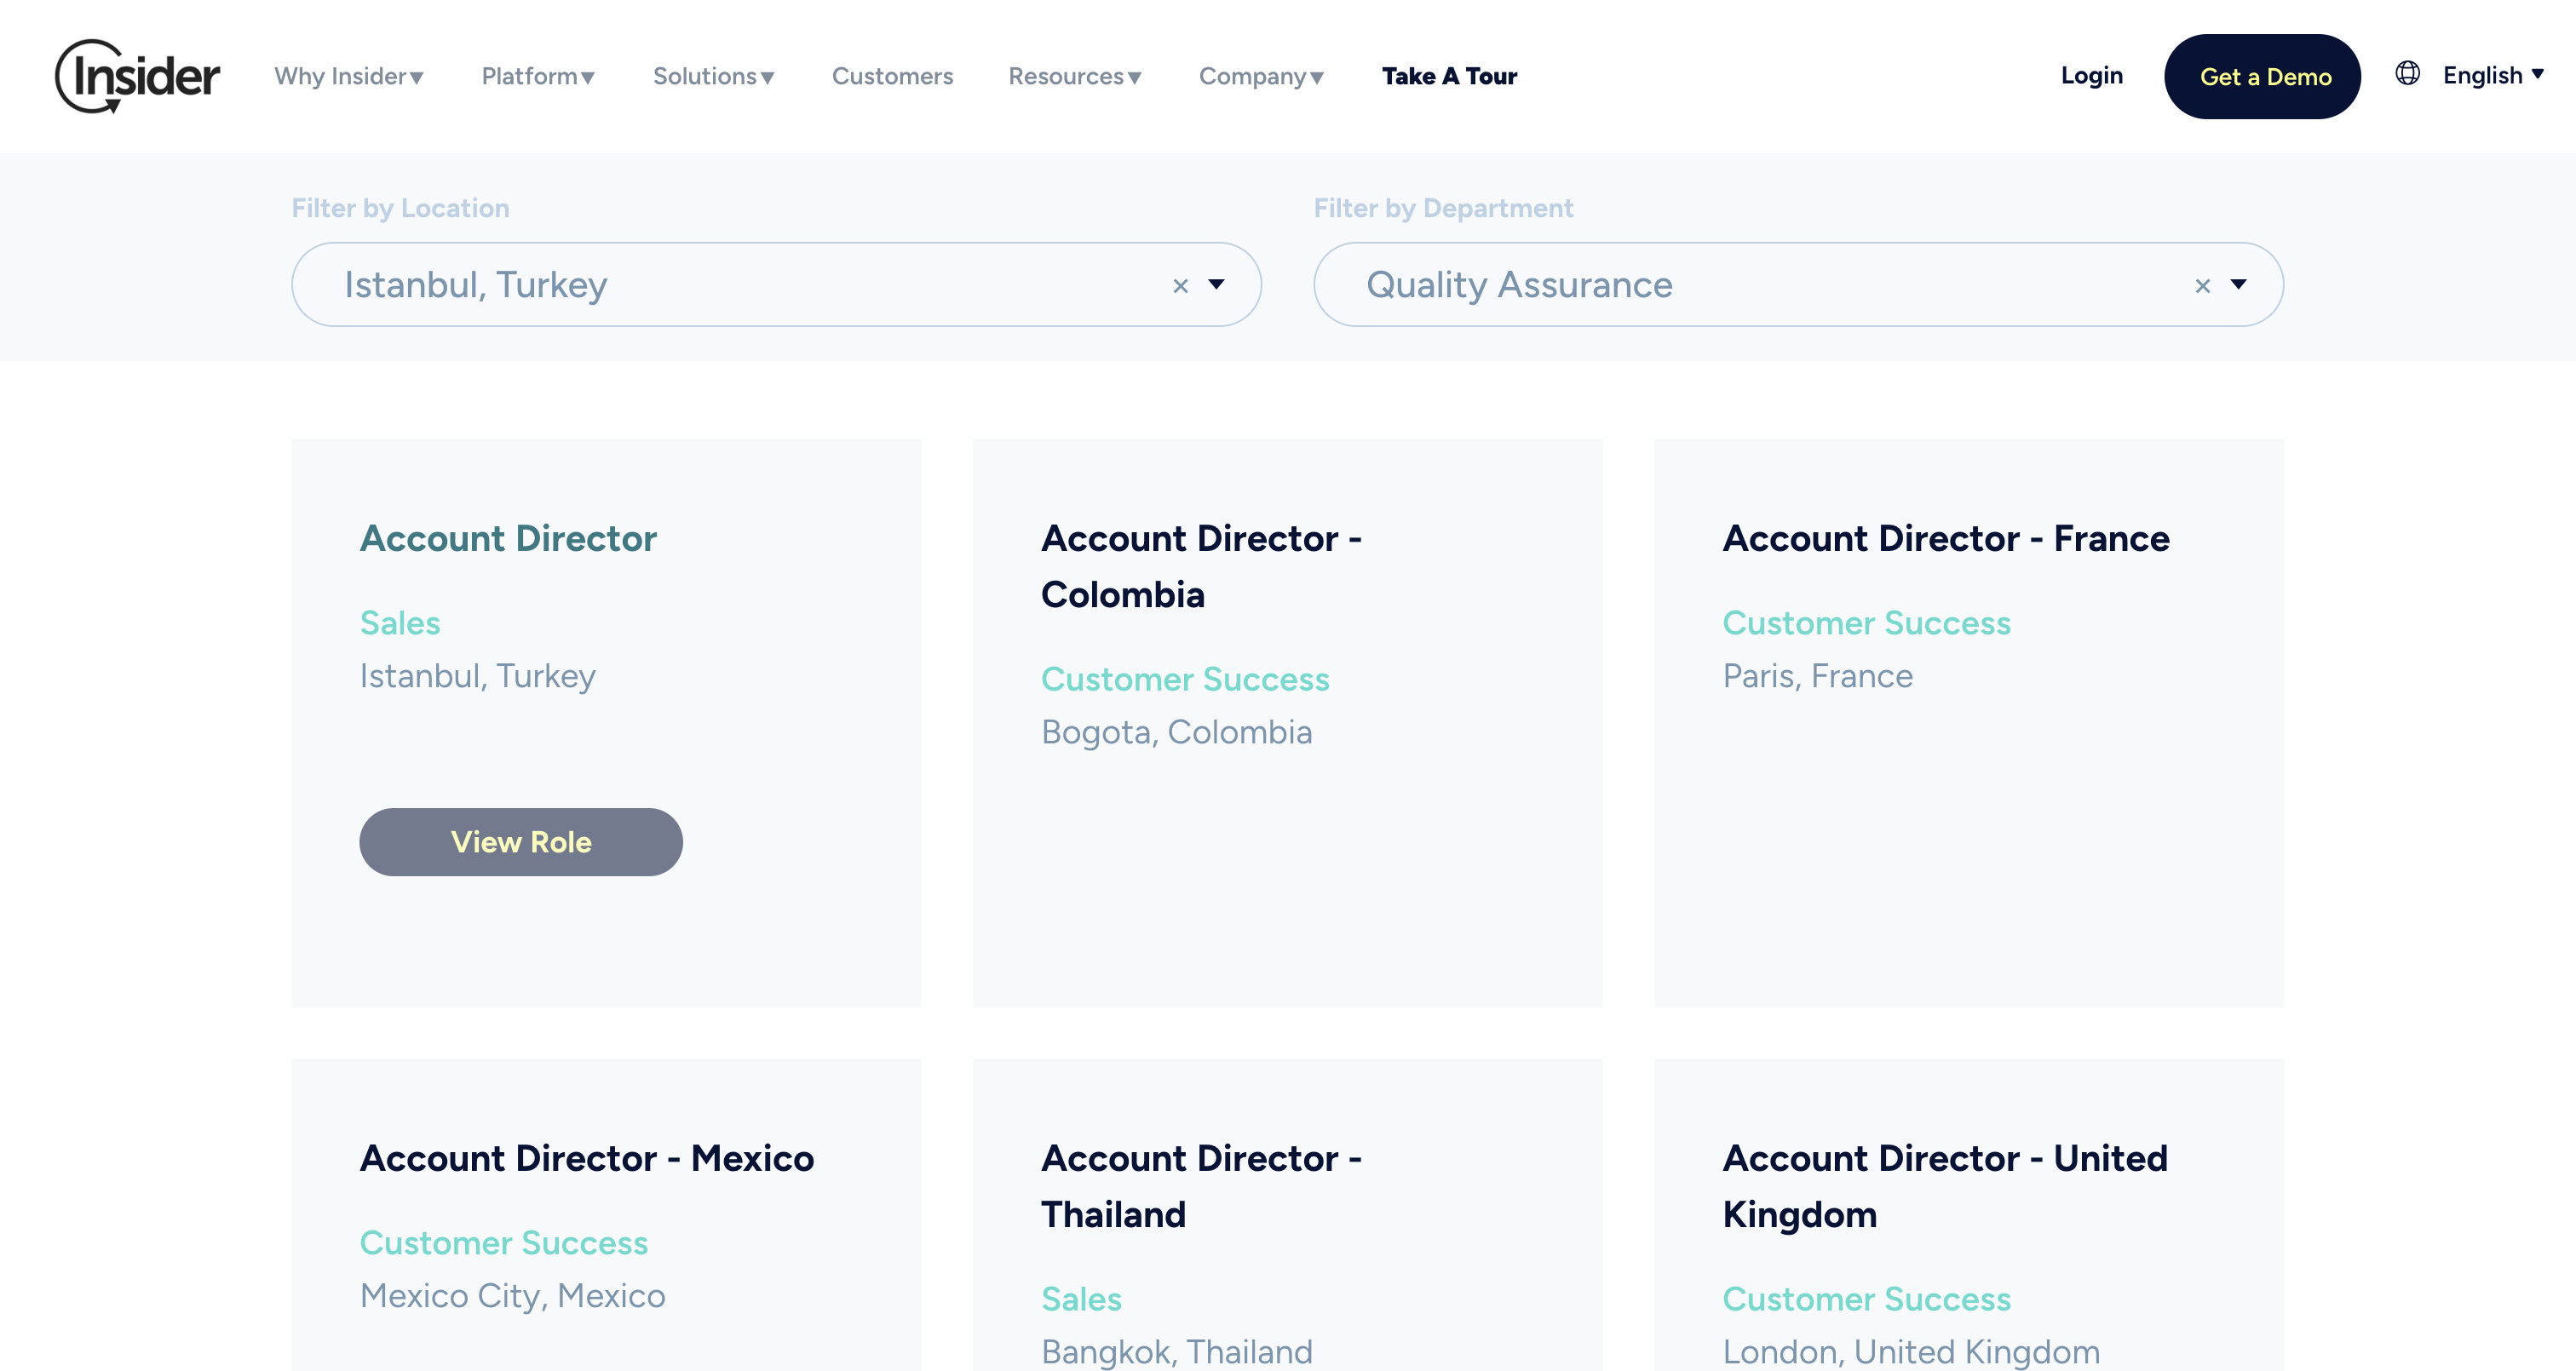 Insider
Why Insider
Platform
Solutions
Customers
Resources
Company
Take A Tour
Login
Get a Demo
English
Filter by Location
Filter by Department
Istanbul, Turkey
×
Quality Assurance
×
Account Director
Sales
Istanbul, Turkey
View Role
Account Director -
Colombia
Customer Success
Bogota, Colombia
Account Director - France
Customer Success
Paris, France
Account Director - Mexico
Customer Success
Mexico City, Mexico
Account Director -
Thailand
Sales
Bangkok, Thailand
Account Director - United
Kingdom
Customer Success
London, United Kingdom